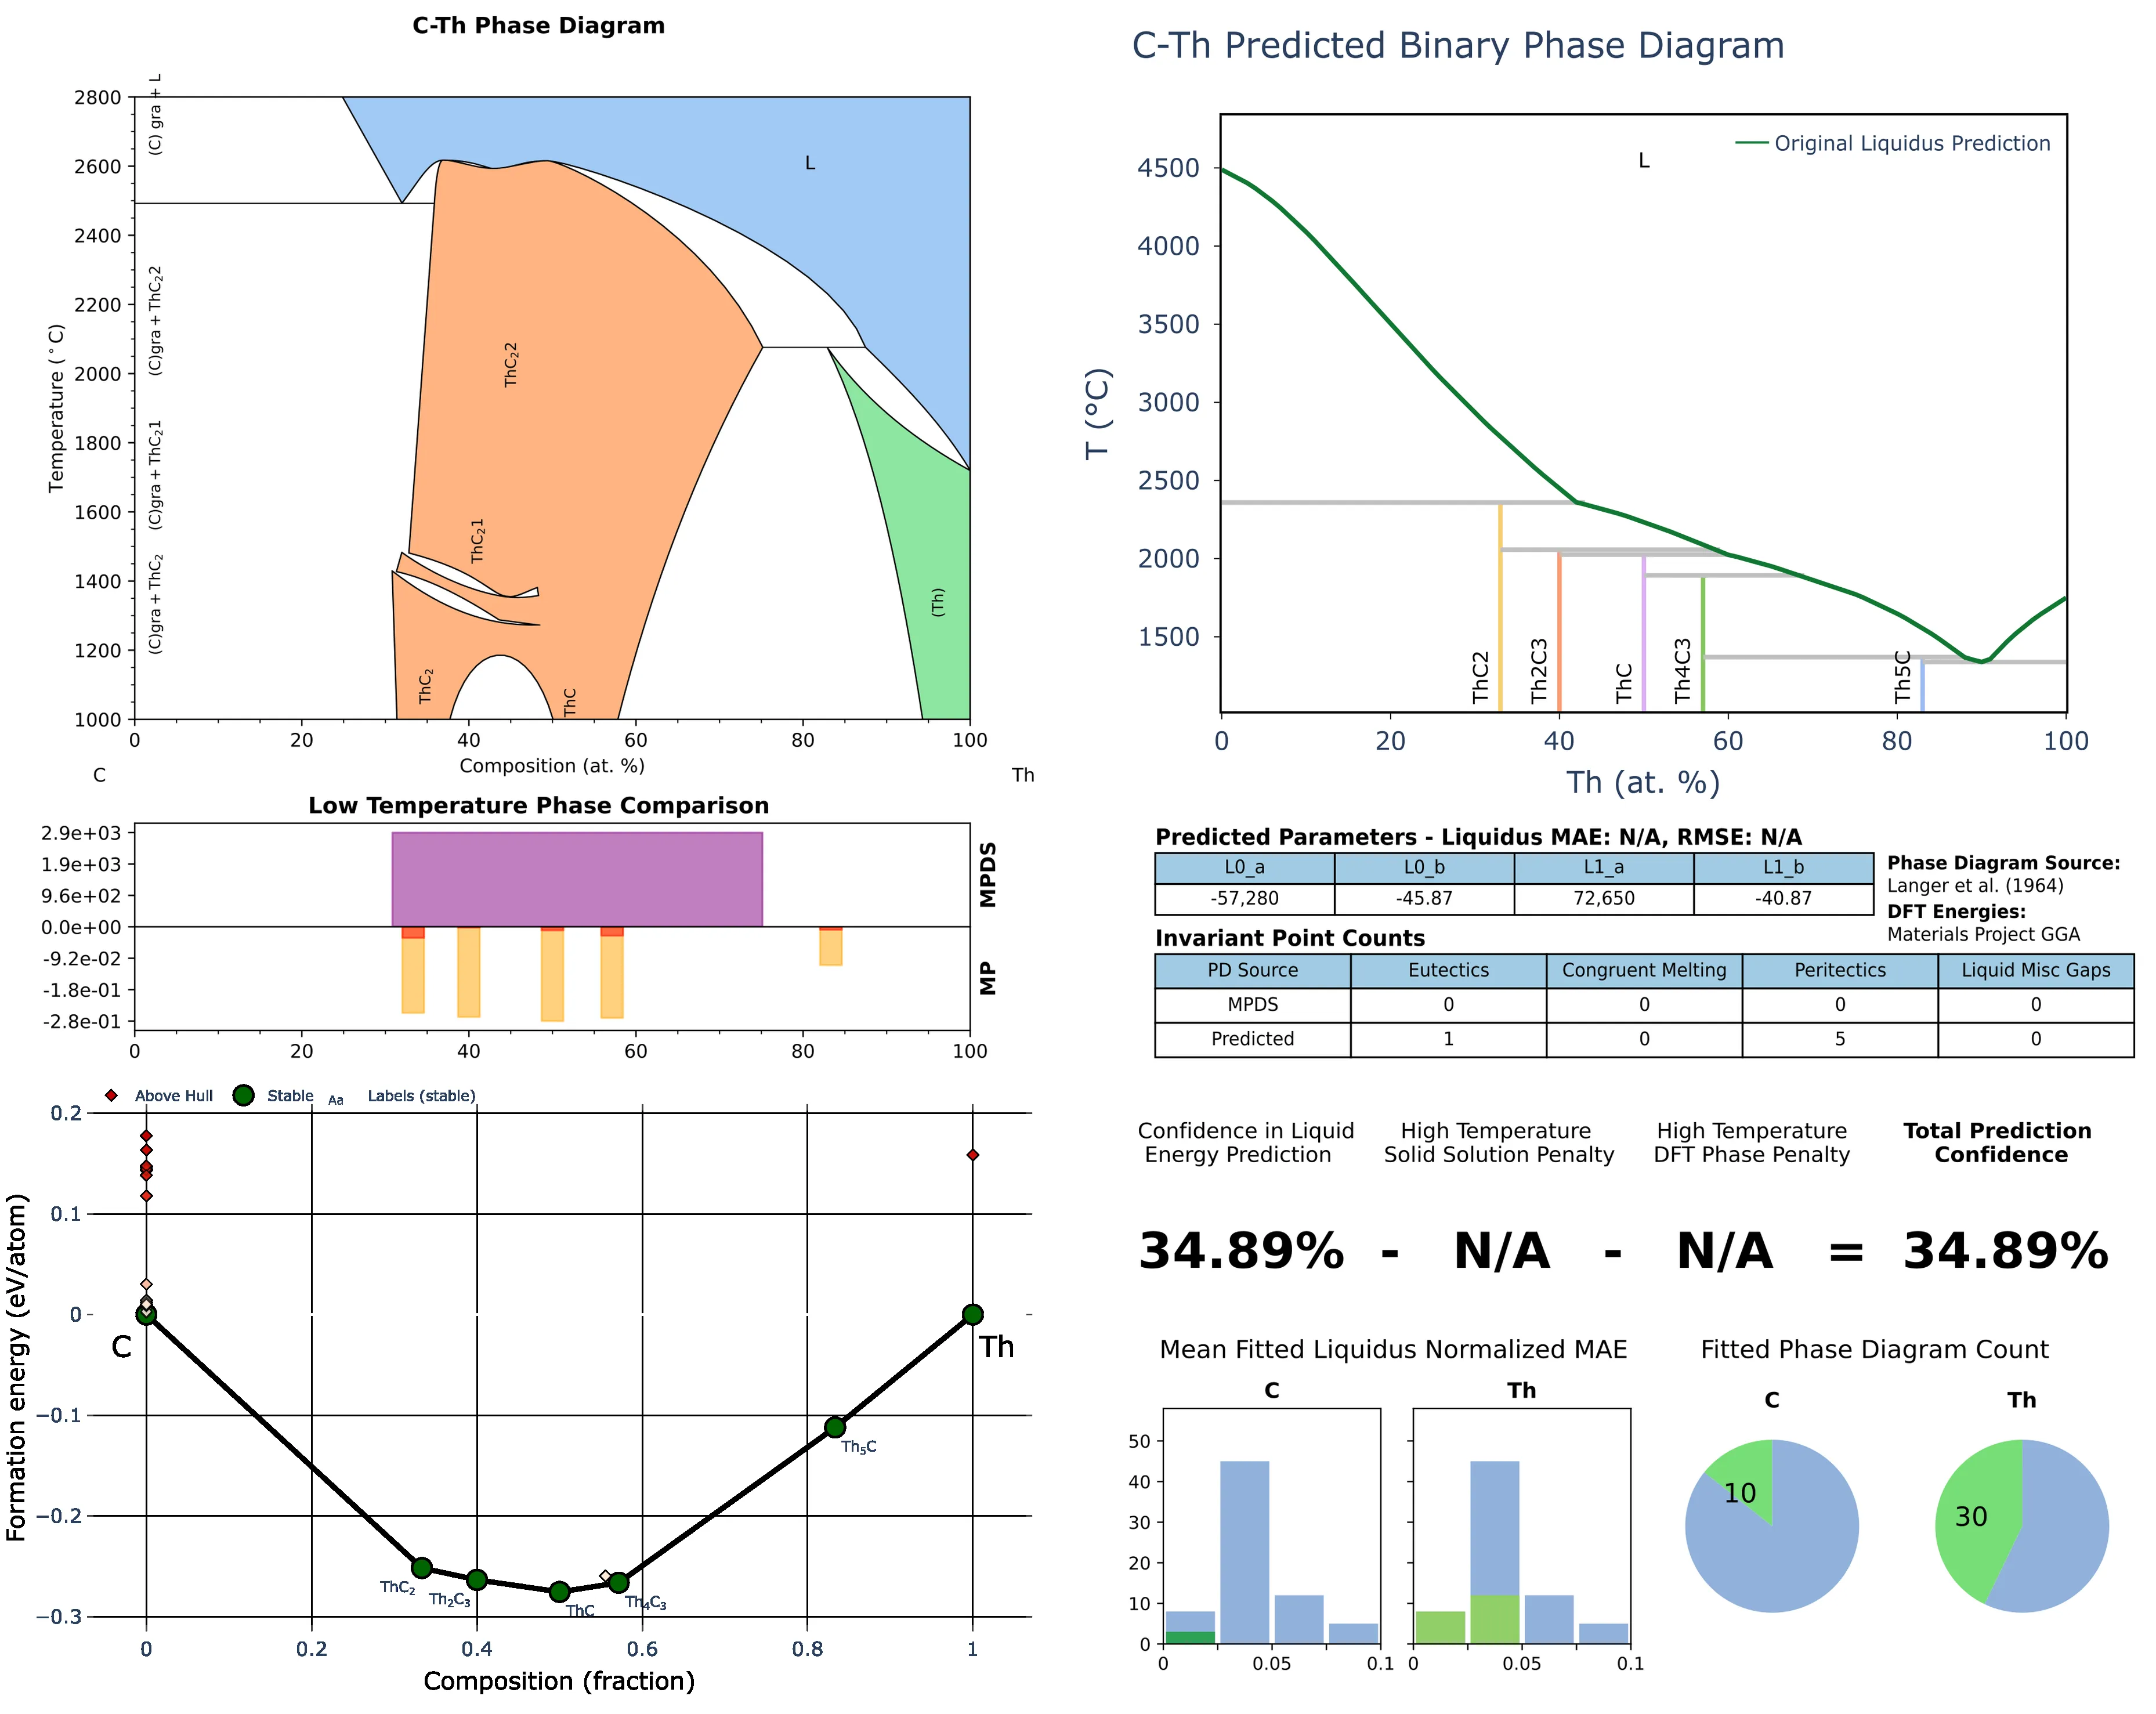 C-Th Phase Diagram
2800
2600
2400
2200
2000
1800
1600
1400
1200
1000
Temperature (°C)
(C) gra + L
(C)gra + ThC₂2
(C)gra + ThC₂1
(C)gra + ThC₂
L
ThC₂2
ThC₂1
ThC₂
ThC
(Th)
0 20 40 60 80 100
Composition (at. %)
C Th
Low Temperature Phase Comparison
2.9e+03
1.9e+03
9.6e+02
0.0e+00
-9.2e-02
-1.8e-01
-2.8e-01
MPDS
MP
0 20 40 60 80 100
Above Hull Stable Aa Labels (stable)
0.2
0.1
0
−0.1
−0.2
−0.3
Formation energy (eV/atom)
C
Th
ThC₂
Th₂C₃
ThC
Th₄C₃
Th₅C
0 0.2 0.4 0.6 0.8 1
Composition (fraction)
C-Th Predicted Binary Phase Diagram
Original Liquidus Prediction
L
4500
4000
3500
3000
2500
2000
1500
T (°C)
ThC2
Th2C3
ThC
Th4C3
Th5C
0 20 40 60 80 100
Th (at. %)
Predicted Parameters - Liquidus MAE: N/A, RMSE: N/A
L0_a L0_b L1_a L1_b
-57,280 -45.87 72,650 -40.87
Phase Diagram Source:
Langer et al. (1964)
DFT Energies:
Materials Project GGA
Invariant Point Counts
PD Source Eutectics Congruent Melting Peritectics Liquid Misc Gaps
MPDS 0 0 0 0
Predicted 1 0 5 0
Confidence in Liquid
Energy Prediction
High Temperature
Solid Solution Penalty
High Temperature
DFT Phase Penalty
Total Prediction
Confidence
34.89% - N/A - N/A = 34.89%
Mean Fitted Liquidus Normalized MAE
C Th
50
40
30
20
10
0
0 0.05 0.1 0 0.05 0.1
Fitted Phase Diagram Count
C Th
10
30